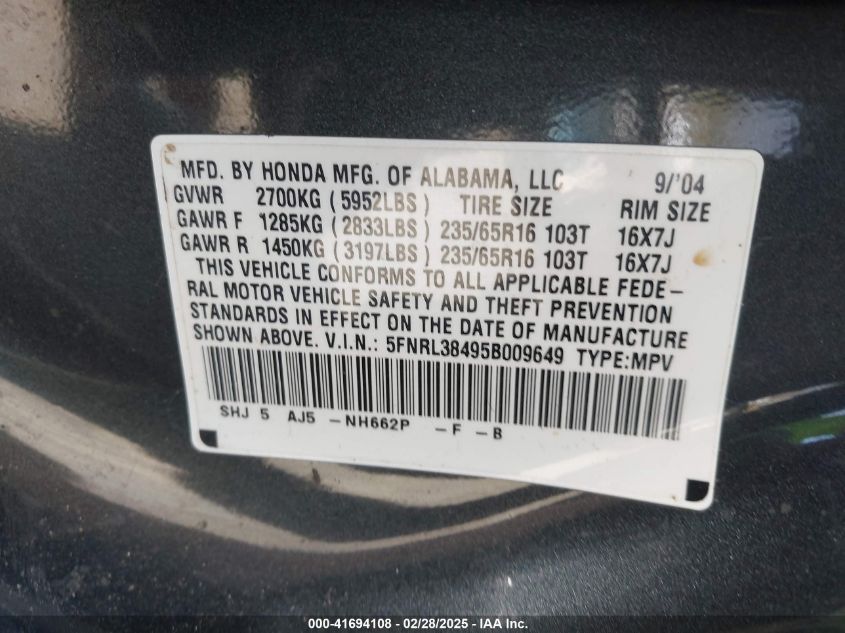 MFD. BY HONDA MFG. OF ALABAMA, LLC 9/'04
GVWR 2700KG (5952LBS) TIRE SIZE RIM SIZE
GAWR F 1285KG (2833LBS) 235/65R16 103T 16X7J
GAWR R 1450KG (3197LBS) 235/65R16 103T 16X7J
THIS VEHICLE CONFORMS TO ALL APPLICABLE FEDE-
RAL MOTOR VEHICLE SAFETY AND THEFT PREVENTION
STANDARDS IN EFFECT ON THE DATE OF MANUFACTURE
SHOWN ABOVE. V.I.N.: 5FNRL38495B009649 TYPE:MPV
SHJ 5 AJ5 -NH662P -F -B
000-41694108 - 02/28/2025 - IAA Inc.